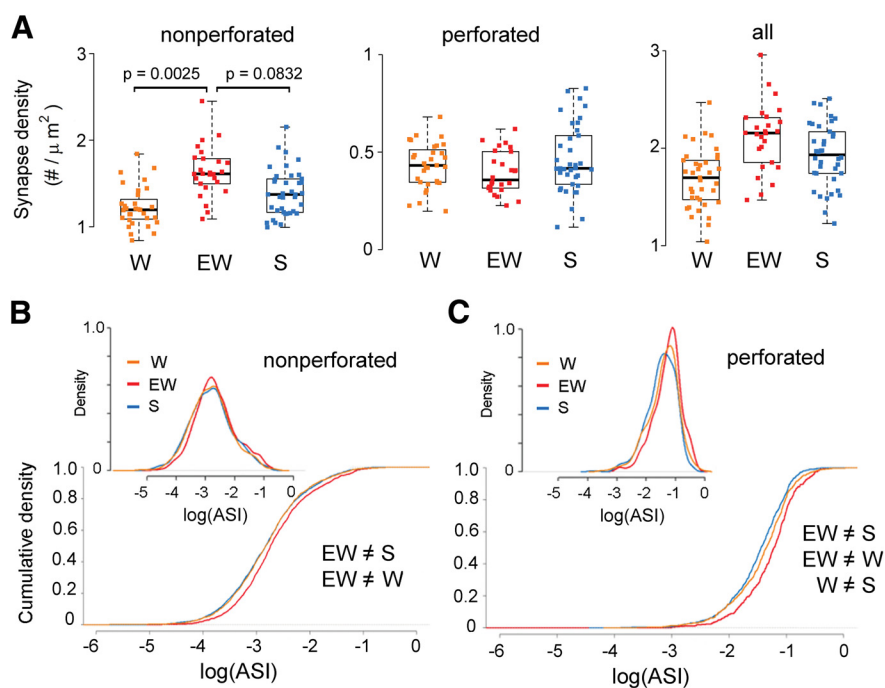 A
nonperforated
perforated
all
Synapse density
(# / μm²)
p = 0.0025
p = 0.0832
3
2
1
W
EW
S
1
0.5
0
W
EW
S
3
2
1
W
EW
S
B
nonperforated
1.0
Density
0
W
EW
S
-5 -4 -3 -2 -1 0
log(ASI)
Cumulative density
1.0
0.8
0.6
0.4
0.2
0
EW ≠ S
EW ≠ W
-6 -5 -4 -3 -2 -1 0
log(ASI)
C
perforated
1.0
Density
0
W
EW
S
-5 -4 -3 -2 -1 0
log(ASI)
1.0
0.8
0.6
0.4
0.2
0
EW ≠ S
EW ≠ W
W ≠ S
-6 -5 -4 -3 -2 -1 0
log(ASI)